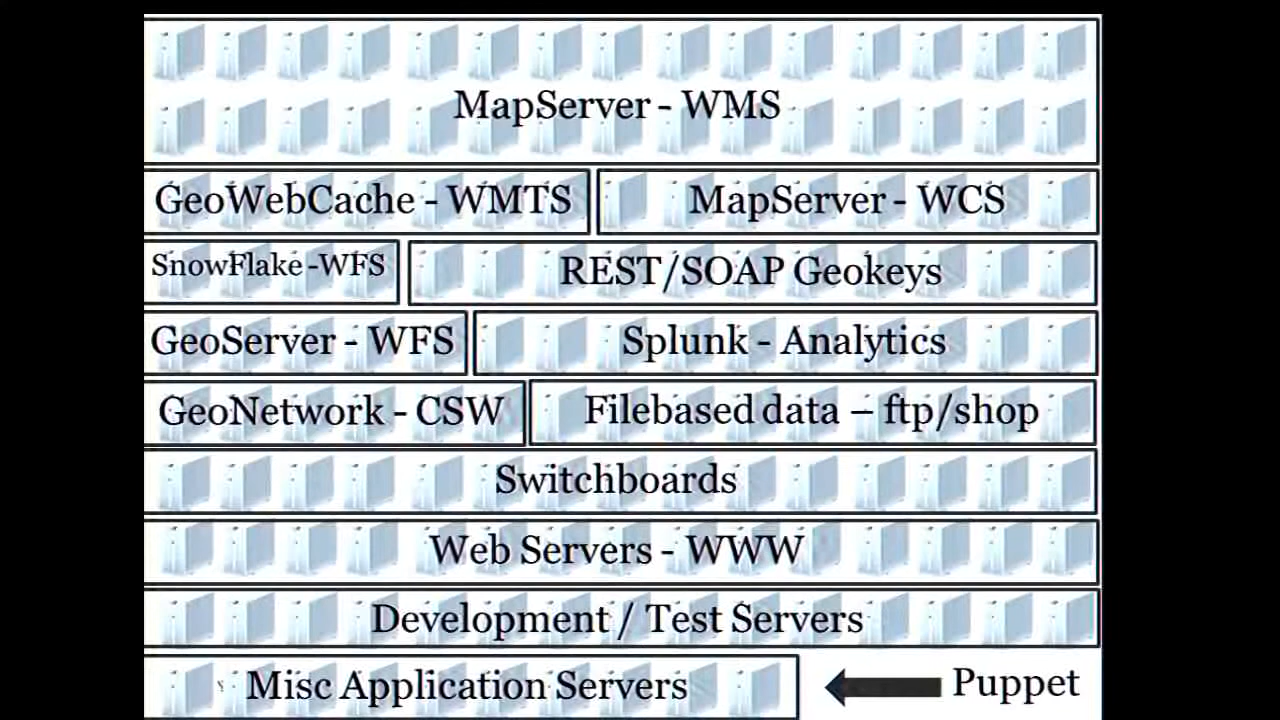 MapServer - WMS
GeoWebCache - WMTS
MapServer - WCS
SnowFlake -WFS
REST/SOAP Geokeys
GeoServer - WFS
Splunk - Analytics
GeoNetwork - CSW
Filebased data – ftp/shop
Switchboards
Web Servers - WWW
Development / Test Servers
Misc Application Servers
Puppet